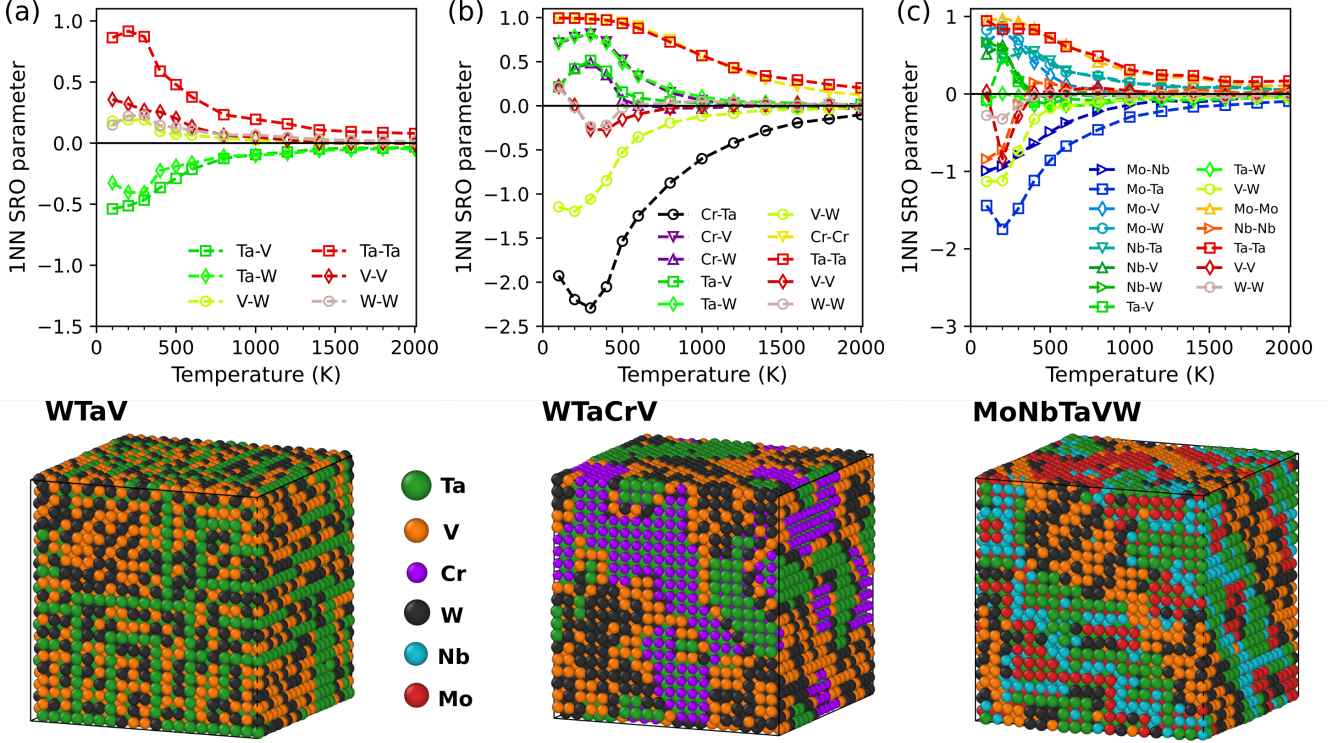 (a)
1NN SRO parameter
1.0
0.5
0.0
−0.5
−1.0
−1.5
Ta-V
Ta-W
V-W
Ta-Ta
V-V
W-W
0 500 1000 1500 2000
Temperature (K)
(b)
1NN SRO parameter
1.0
0.5
0.0
−0.5
−1.0
−1.5
−2.0
−2.5
Cr-Ta
Cr-V
Cr-W
Ta-V
Ta-W
V-W
Cr-Cr
Ta-Ta
V-V
W-W
0 500 1000 1500 2000
Temperature (K)
(c)
1NN SRO parameter
1
0
−1
−2
−3
Mo-Nb
Mo-Ta
Mo-V
Mo-W
Nb-Ta
Nb-V
Nb-W
Ta-V
Ta-W
V-W
Mo-Mo
Nb-Nb
Ta-Ta
V-V
W-W
0 500 1000 1500 2000
Temperature (K)
WTaV
WTaCrV
MoNbTaVW
Ta
V
Cr
W
Nb
Mo